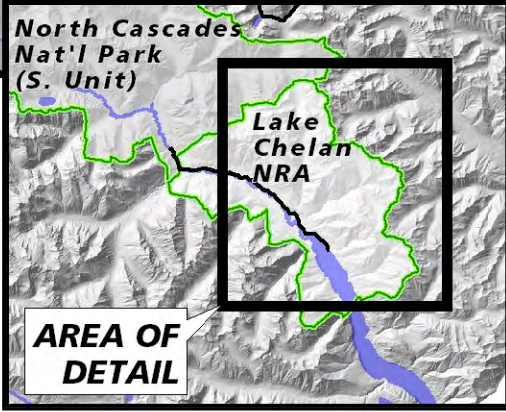 North Cascades
Nat'l Park
(S. Unit)
Lake
Chelan
NRA
AREA OF
DETAIL